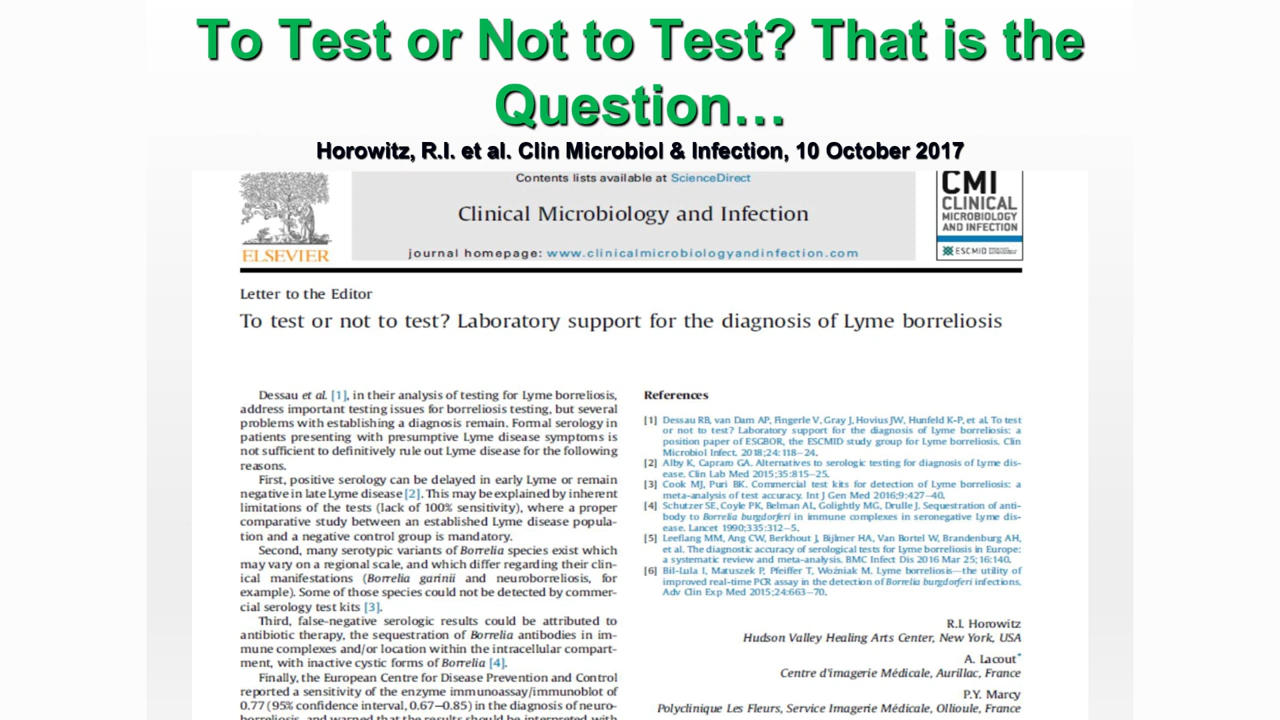 To Test or Not to Test? That is the
Question…
Horowitz, R.I. et al. Clin Microbiol & Infection, 10 October 2017
Contents lists available at ScienceDirect
Clinical Microbiology and Infection
journal homepage: www.clinicalmicrobiologyandinfection.com
ELSEVIER
CMI
CLINICAL
MICROBIOLOGY
AND INFECTION
ESCMID
Letter to the Editor
To test or not to test? Laboratory support for the diagnosis of Lyme borreliosis
Dessau et al. [1], in their analysis of testing for Lyme borreliosis,
address important testing issues for borreliosis testing, but several
problems with establishing a diagnosis remain. Formal serology in
patients presenting with presumptive Lyme disease symptoms is
not sufficient to definitively rule out Lyme disease for the following
reasons.
First, positive serology can be delayed in early Lyme or remain
negative in late Lyme disease [2]. This may be explained by inherent
limitations of the tests (lack of 100% sensitivity), where a proper
comparative study between an established Lyme disease popula-
tion and a negative control group is mandatory.
Second, many serotypic variants of Borrelia species exist which
may vary on a regional scale, and which differ regarding their clin-
ical manifestations (Borrelia garinii and neuroborreliosis, for
example). Some of those species could not be detected by commer-
cial serology test kits [3].
Third, false-negative serologic results could be attributed to
antibiotic therapy, the sequestration of Borrelia antibodies in im-
mune complexes and/or location within the intracellular compart-
ment, with inactive cystic forms of Borrelia [4].
Finally, the European Centre for Disease Prevention and Control
reported a sensitivity of the enzyme immunoassay/immunoblot of
0.77 (95% confidence interval, 0.67–0.85) in the diagnosis of neuro-
borreliosis, and warned that the results should be interpreted with
References
[1] Dessau RB, van Dam AP, Fingerle V, Gray J, Hovius JW, Hunfeld K-P, et al. To test
or not to test? Laboratory support for the diagnosis of Lyme borreliosis: a
position paper of ESGBOR, the ESCMID study group for Lyme borreliosis. Clin
Microbiol Infect. 2018;24:118–24.
[2] Alby K, Capraro GA. Alternatives to serologic testing for diagnosis of Lyme dis-
ease. Clin Lab Med 2015;35:815–25.
[3] Cook MJ, Puri BK. Commercial test kits for detection of Lyme borreliosis: a
meta-analysis of test accuracy. Int J Gen Med 2016;9:427–40.
[4] Schutzer SE, Coyle PK, Belman AL, Golightly MG, Drulle J. Sequestration of anti-
body to Borrelia burgdorferi in immune complexes in seronegative Lyme dis-
ease. Lancet 1990;335:312–5.
[5] Leeflang MM, Ang CW, Berkhout J, Bijlmer HA, Van Bortel W, Brandenburg AH,
et al. The diagnostic accuracy of serological tests for Lyme borreliosis in Europe:
a systematic review and meta-analysis. BMC Infect Dis 2016 Mar 25;16:140.
[6] Bil-Lula I, Matuszek P, Pfeiffer T, Woźniak M. Lyme borreliosis—the utility of
improved real-time PCR assay in the detection of Borrelia burgdorferi infections.
Adv Clin Exp Med 2015;24:663–70.
R.I. Horowitz
Hudson Valley Healing Arts Center, New York, USA
A. Lacout*
Centre d'imagerie Médicale, Aurillac, France
P.Y. Marcy
Polyclinique Les Fleurs, Service Imagerie Médicale, Ollioule, France